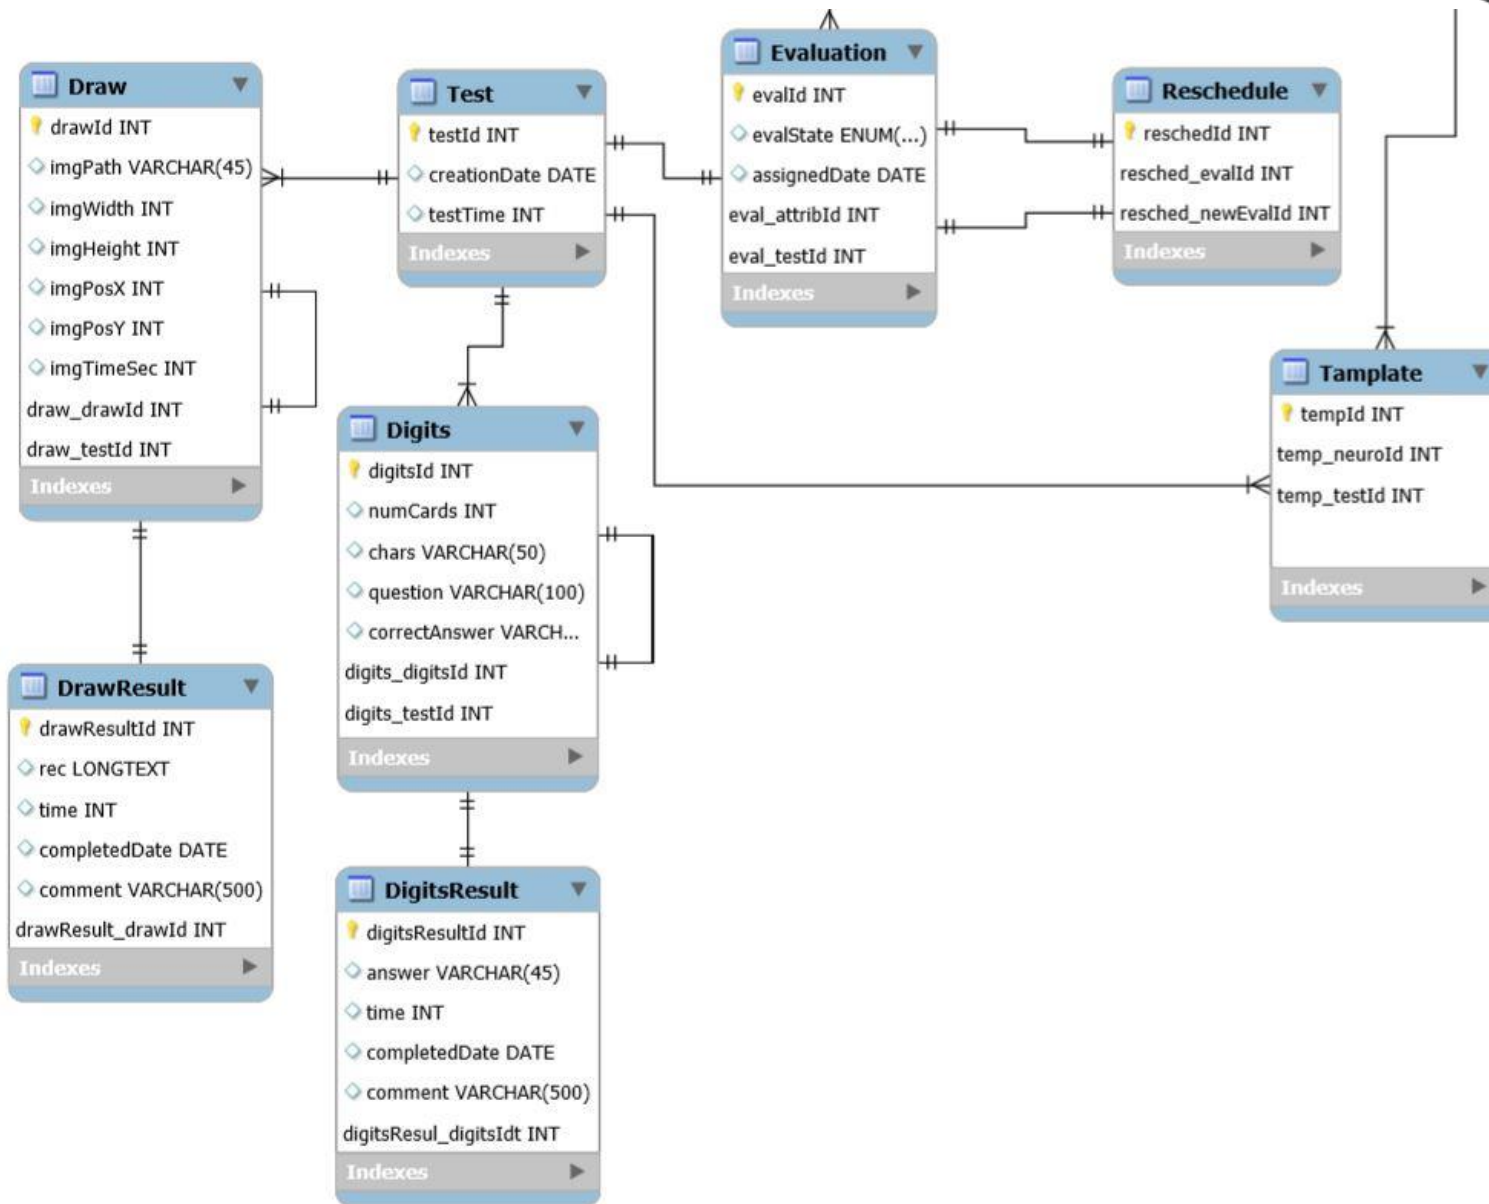 Draw
drawId INT
imgPath VARCHAR(45)
imgWidth INT
imgHeight INT
imgPosX INT
imgPosY INT
imgTimeSec INT
draw_drawId INT
draw_testId INT
Indexes
Test
testId INT
creationDate DATE
testTime INT
Indexes
Evaluation
evalId INT
evalState ENUM(...)
assignedDate DATE
eval_attribId INT
eval_testId INT
Indexes
Reschedule
reschedId INT
resched_evalId INT
resched_newEvalId INT
Indexes
Digits
digitsId INT
numCards INT
chars VARCHAR(50)
question VARCHAR(100)
correctAnswer VARCH...
digits_digitsId INT
digits_testId INT
Indexes
Tamplate
tempId INT
temp_neuroId INT
temp_testId INT
Indexes
DrawResult
drawResultId INT
rec LONGTEXT
time INT
completedDate DATE
comment VARCHAR(500)
drawResult_drawId INT
Indexes
DigitsResult
digitsResultId INT
answer VARCHAR(45)
time INT
completedDate DATE
comment VARCHAR(500)
digitsResul_digitsIdt INT
Indexes